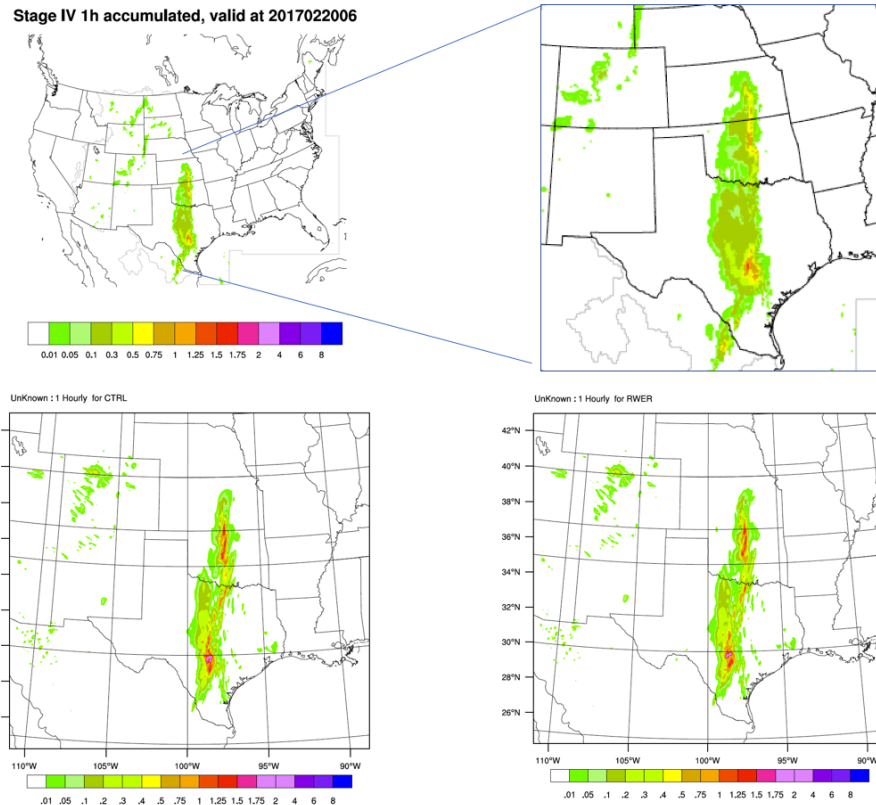 Stage IV 1h accumulated, valid at 2017022006
0.01 0.05 0.1 0.3 0.5 0.75 1 1.25 1.5 1.75 2 4 6 8
UnKnown : 1 Hourly for CTRL
UnKnown : 1 Hourly for RWER
42°N
40°N
38°N
36°N
34°N
32°N
30°N
28°N
26°N
110°W 105°W 100°W 95°W 90°W
110°W 105°W 100°W 95°W 90°W
.01 .05 .1 .2 .3 .4 .5 .75 1 1.25 1.5 1.75 2 4 6 8
.01 .05 .1 .2 .3 .4 .5 .75 1 1.25 1.5 1.75 2 4 6 8